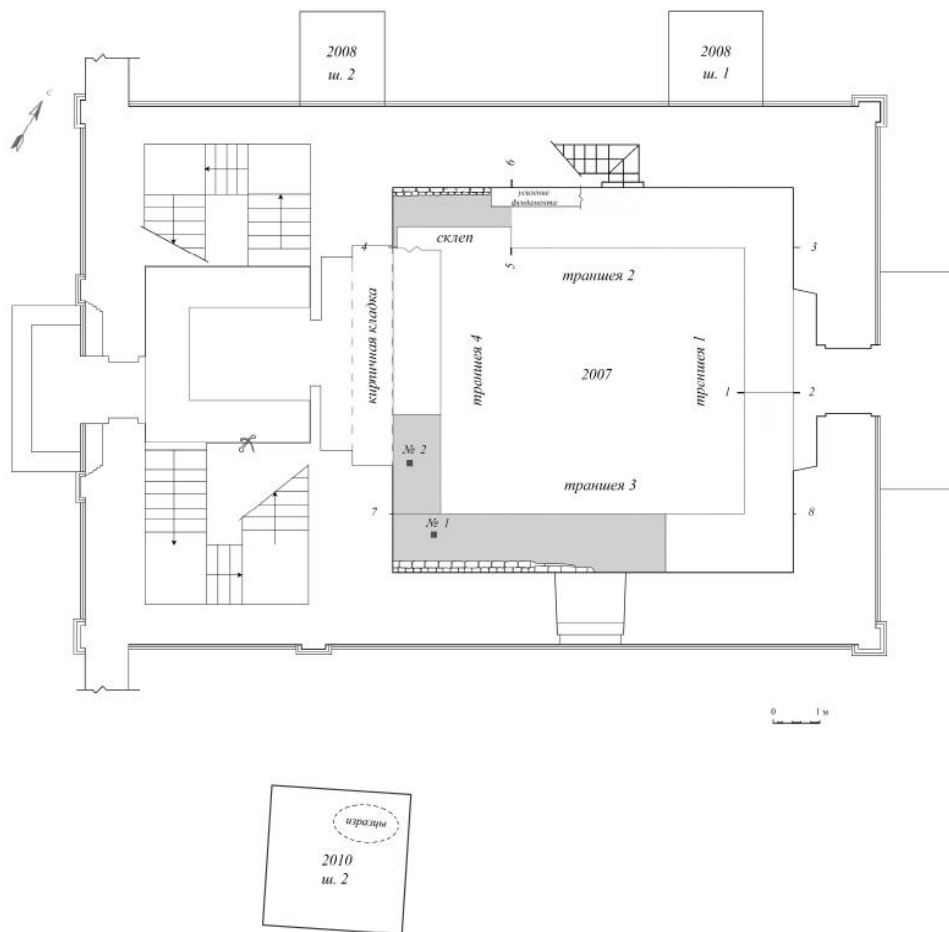 2008
ш. 2
2008
ш. 1
с
6
усиление
фундамента
4
склеп
5
3
траншея 2
кирпичная кладка
траншея 4
2007
траншея 1
1
2
№ 2
траншея 3
7
№ 1
8
0 1 м
изразцы
2010
ш. 2